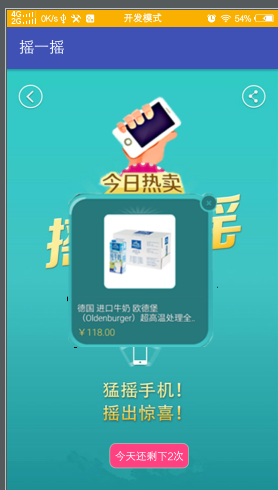 4G 2G 0K/s 开发模式 54%
摇一摇
今日热卖
摇 摇
德国 进口牛奶 欧德堡
（Oldenburger）超高温处理全..
￥118.00
猛摇手机！
摇出惊喜！
今天还剩下2次